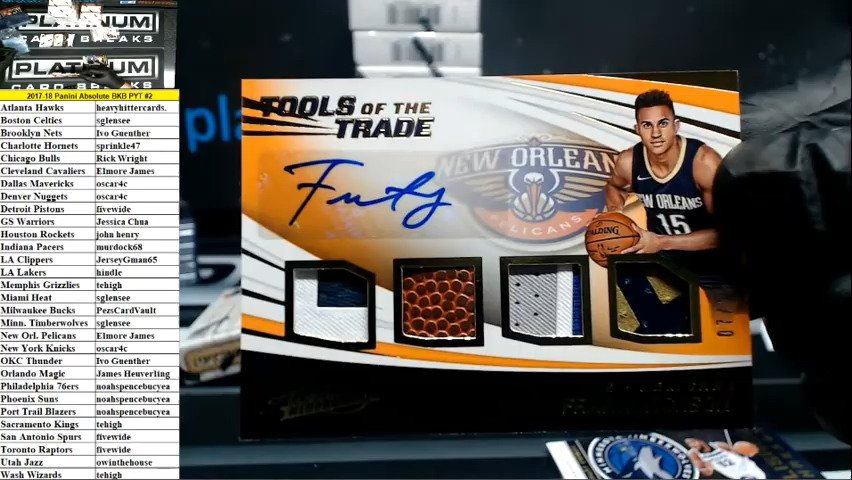 PLATINUM
CARD BREAKS
PLATINUM
CARD BREAKS
2017-18 Panini Absolute BKB PYT #2
Atlanta Hawks heavyhittercards.
Boston Celtics sglensee
Brooklyn Nets Ivo Guenther
Charlotte Hornets sprinkle47
Chicago Bulls Rick Wright
Cleveland Cavaliers Elmore James
Dallas Mavericks oscar4c
Denver Nuggets oscar4c
Detroit Pistons fivewide
GS Warriors Jessica Chua
Houston Rockets john henry
Indiana Pacers murdock68
LA Clippers JerseyGman65
LA Lakers hindle
Memphis Grizzlies tehigh
Miami Heat sglensee
Milwaukee Bucks PezsCardVault
Minn. Timberwolves sglensee
New Orl. Pelicans Elmore James
New York Knicks oscar4c
OKC Thunder Ivo Guenther
Orlando Magic James Heuverling
Philadelphia 76ers noahspencebucyea
Phoenix Suns noahspencebucyea
Port Trail Blazers noahspencebucyea
Sacramento Kings tehigh
San Antonio Spurs fivewide
Toronto Raptors fivewide
Utah Jazz owinthehouse
Wash Wizards tehigh
TOOLS OF THE
TRADE
NEW ORLEANS
PELICANS
NEW ORLEANS
15
SPALDING